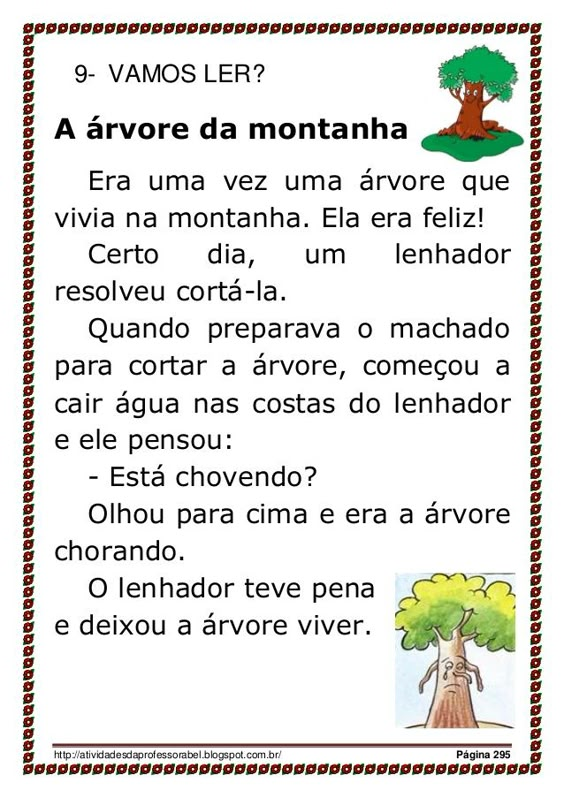 9- VAMOS LER?
A árvore da montanha
Era uma vez uma árvore que
vivia na montanha. Ela era feliz!
Certo dia, um lenhador
resolveu cortá-la.
Quando preparava o machado
para cortar a árvore, começou a
cair água nas costas do lenhador
e ele pensou:
- Está chovendo?
Olhou para cima e era a árvore
chorando.
O lenhador teve pena
e deixou a árvore viver.
http://atividadesdaprofessorabel.blogspot.com.br/ Página 295